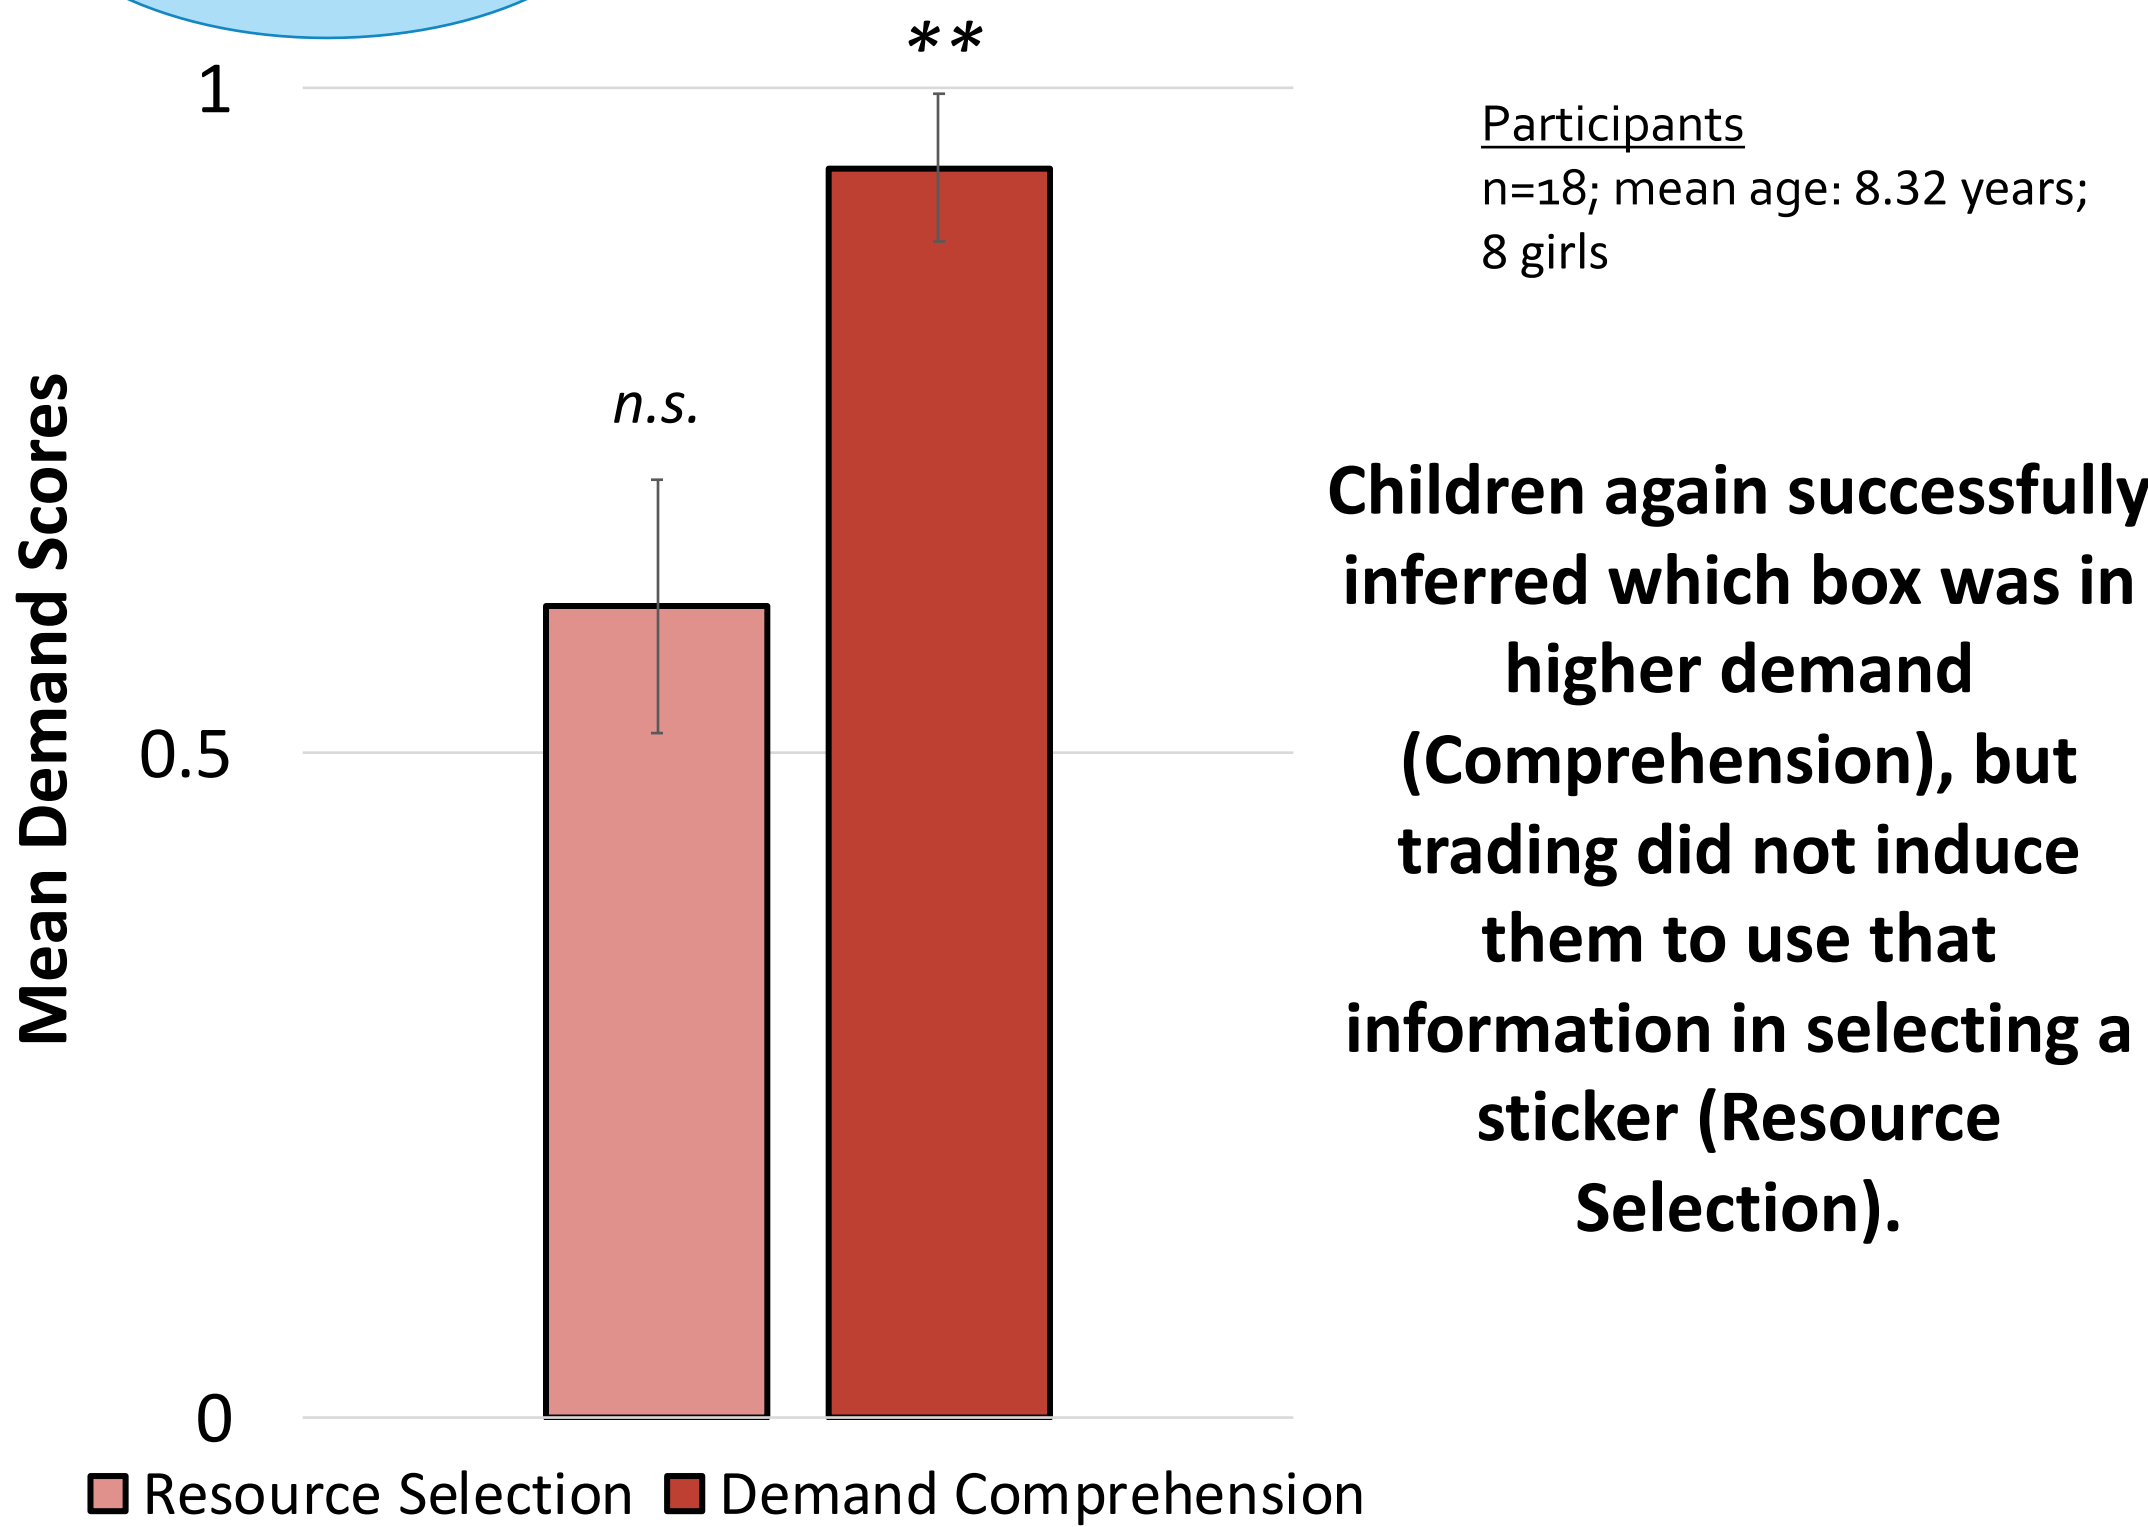 **
1
n.s.
0.5
0
Mean Demand Scores
Resource Selection Demand Comprehension
Participants
n=18; mean age: 8.32 years;
8 girls
Children again successfully
inferred which box was in
higher demand
(Comprehension), but
trading did not induce
them to use that
information in selecting a
sticker (Resource
Selection).